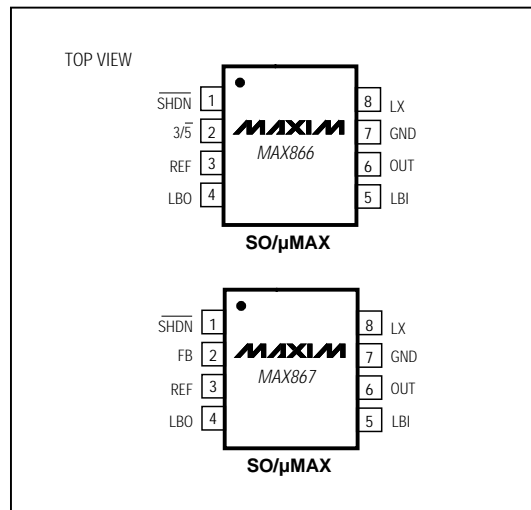 TOP VIEW
SHDN 1 8 LX
3/5 2 MAXIM 7 GND
MAX866
REF 3 6 OUT
LBO 4 5 LBI
SO/µMAX
SHDN 1 8 LX
FB 2 MAXIM 7 GND
MAX867
REF 3 6 OUT
LBO 4 5 LBI
SO/µMAX